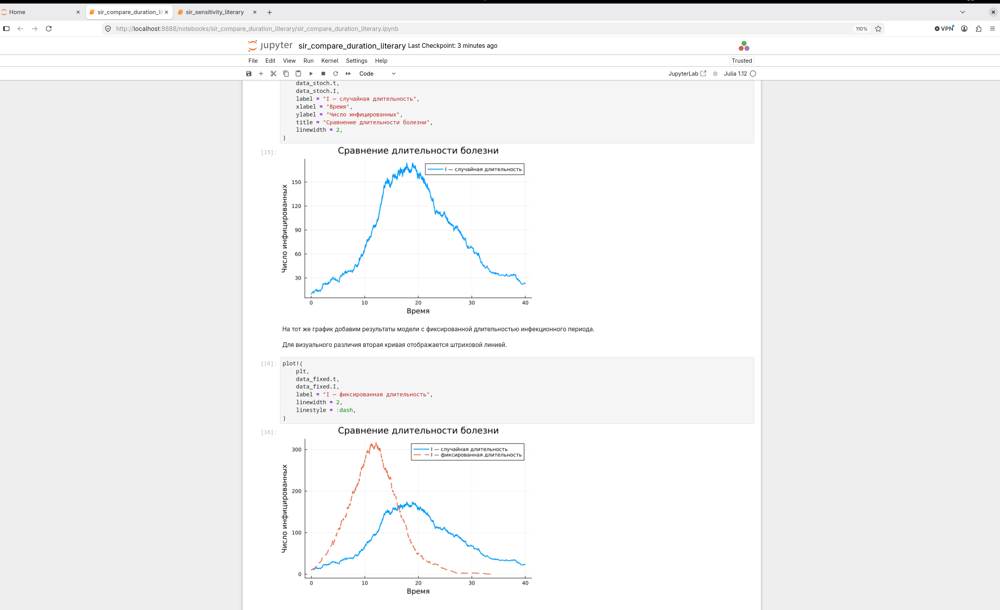 Home
sir_compare_duration_lit
sir_sensitivity_literary
http://localhost:8888/notebooks/sir_compare_duration_literary/sir_compare_duration_literary.ipynb
110%
VPN
jupyter sir_compare_duration_literary Last Checkpoint: 3 minutes ago
File Edit View Run Kernel Settings Help
Trusted
Code
JupyterLab
Julia 1.12
data_stoch.t,
data_stoch.I,
label = "I — случайная длительность",
xlabel = "Время",
ylabel = "Число инфицированных",
title = "Сравнение длительности болезни",
linewidth = 2,
)
[15]:
Сравнение длительности болезни
I — случайная длительность
Число инфицированных
150
120
90
60
30
0 10 20 30 40
Время
На тот же график добавим результаты модели с фиксированной длительностью инфекционного периода.
Для визуального различия вторая кривая отображается штриховой линией.
[16]:
plot!(
plt,
data_fixed.t,
data_fixed.I,
label = "I — фиксированная длительность",
linewidth = 2,
linestyle = :dash,
)
[16]:
Сравнение длительности болезни
I — случайная длительность
I — фиксированная длительность
Число инфицированных
300
200
100
0
0 10 20 30 40
Время